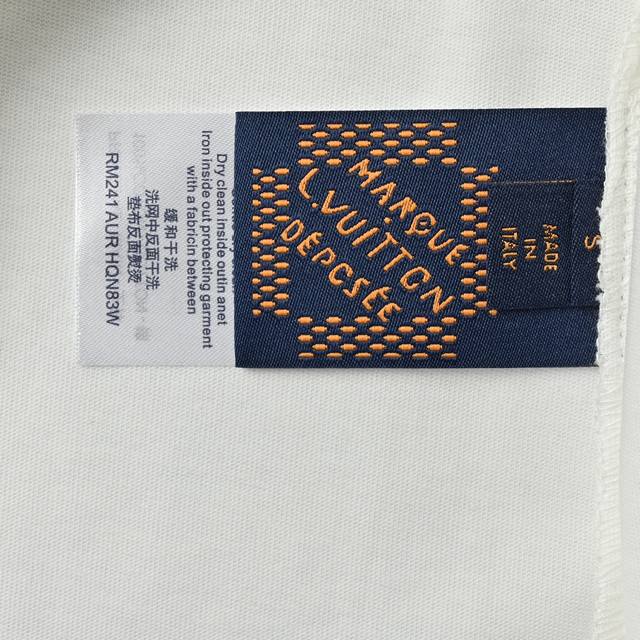 S
MADE
IN
ITALY
MARQUE
L.VUITTON
DÉPOSÉE
Dry clean inside outin anet
Iron inside out protecting garment
with a fabricin between
缓和干洗
洗网中反面干洗
垫布反面熨烫
RM241 AUR HQN83W